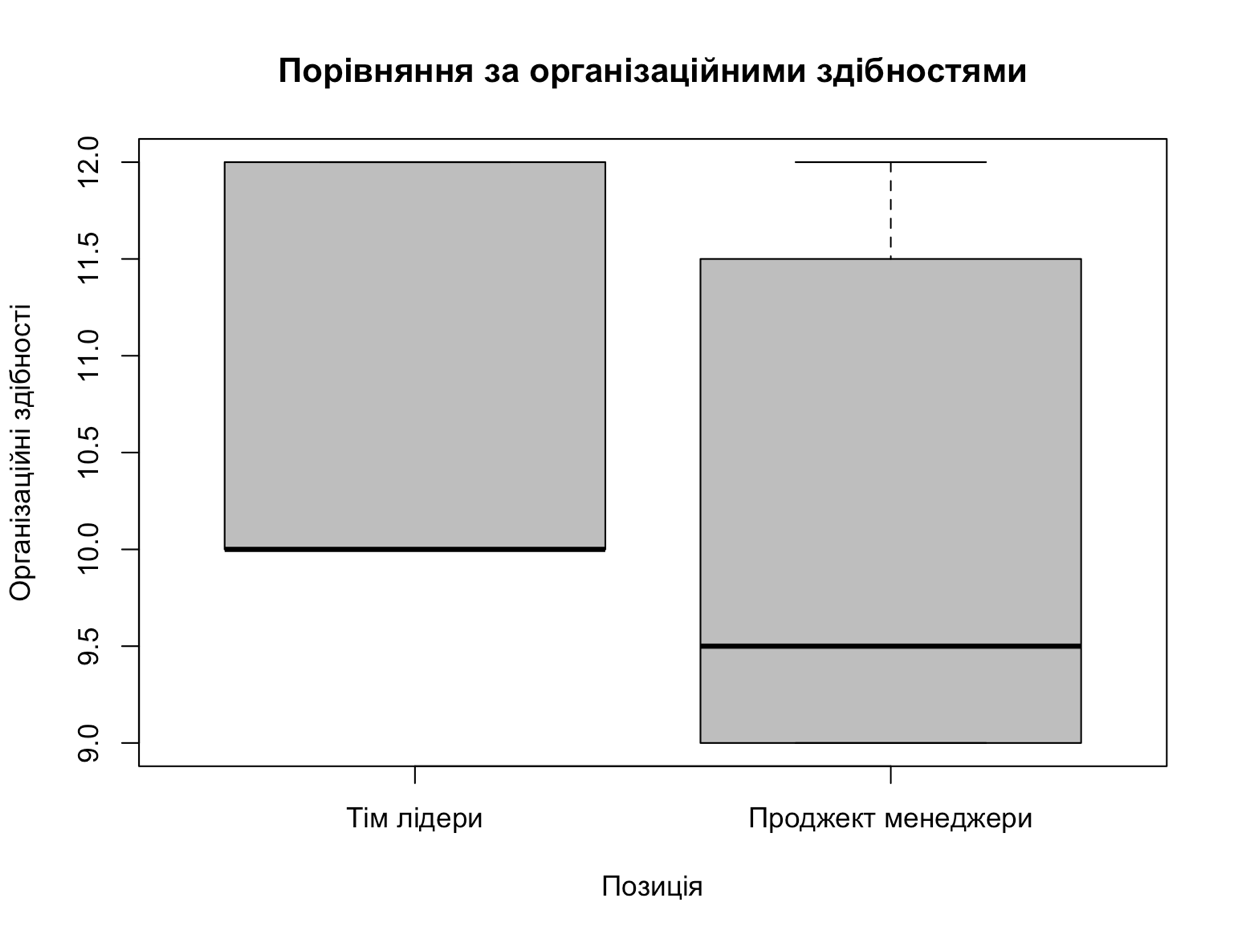 Порівняння за організаційними здібностями
Організаційні здібності
12.0
11.5
11.0
10.5
10.0
9.5
9.0
Тім лідери
Проджект менеджери
Позиція